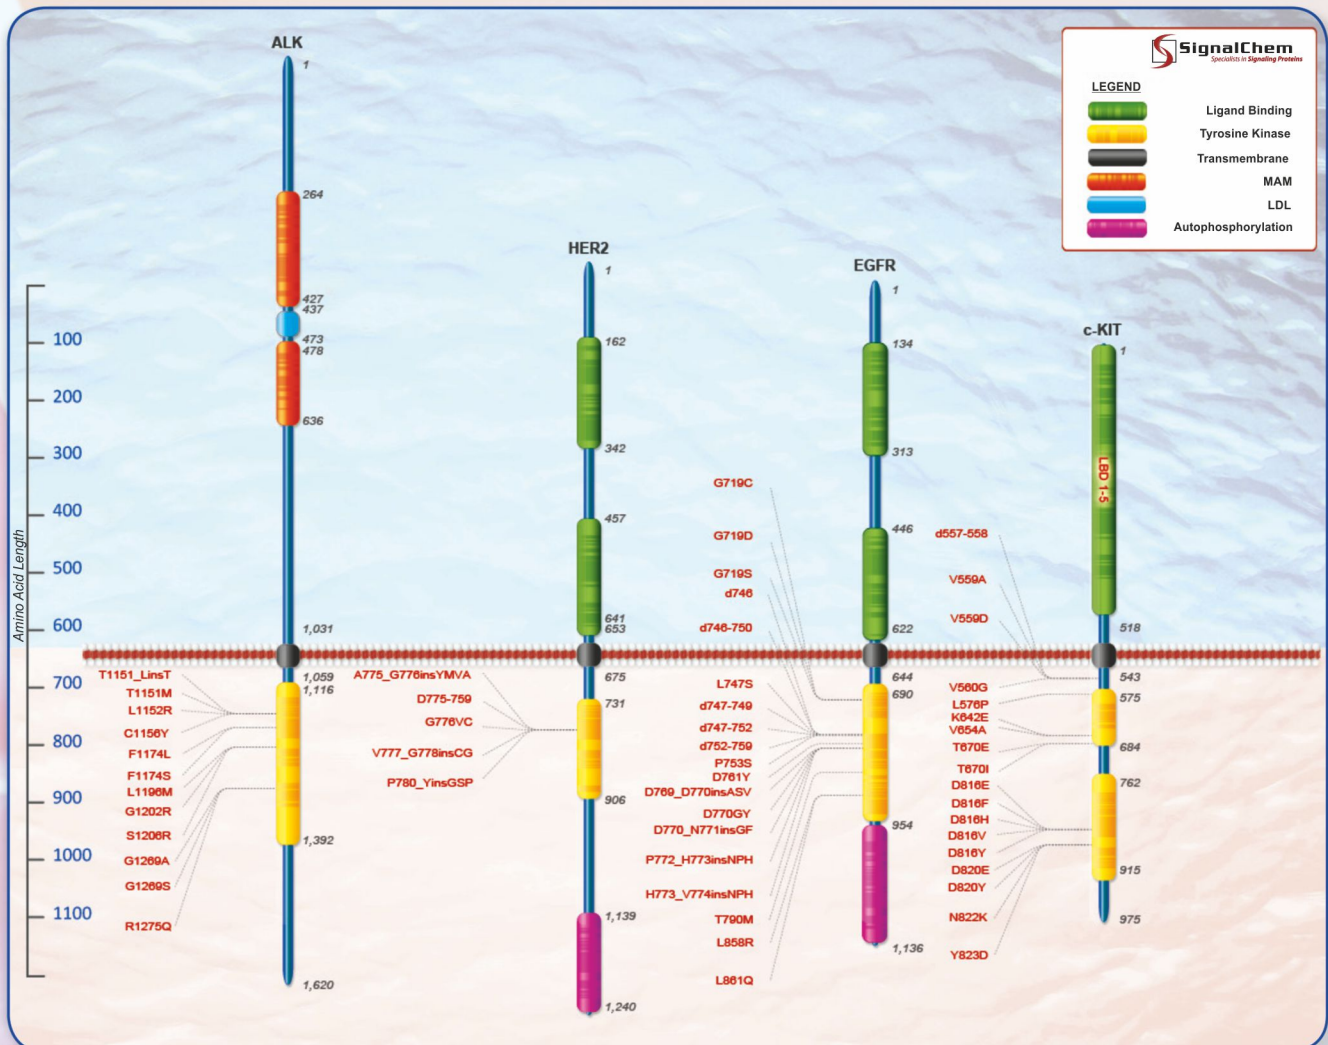 SignalChem
Specialists in Signaling Proteins
LEGEND
Ligand Binding
Tyrosine Kinase
Transmembrane
MAM
LDL
Autophosphorylation
Amino Acid Length
100
200
300
400
500
600
700
800
900
1000
1100
ALK
1
264
427
437
473
478
636
1,031
1,059
1,116
1,392
1,620
T1151_LinsT
T1151M
L1152R
C1156Y
F1174L
F1174S
L1196M
G1202R
S1206R
G1269A
G1269S
R1275Q
HER2
1
162
342
457
641
653
675
731
906
1,139
1,240
A775_G776insYMVA
D775-759
G776VC
V777_G778insCG
P780_YinsGSP
EGFR
1
134
313
446
622
644
690
954
1,136
G719C
G719D
G719S
d746
d746-750
L747S
d747-749
d747-752
d752-759
P753S
D761Y
D769_D770insASV
D770GY
D770_N771insGF
P772_H773insNPH
H773_V774insNPH
T790M
L858R
L861Q
c-KIT
1
LBD 1-5
518
543
575
684
762
915
975
d557-558
V559A
V559D
V560G
L576P
K642E
V654A
T670E
T670I
D816E
D816F
D816H
D816V
D816Y
D820E
D820Y
N822K
Y823D